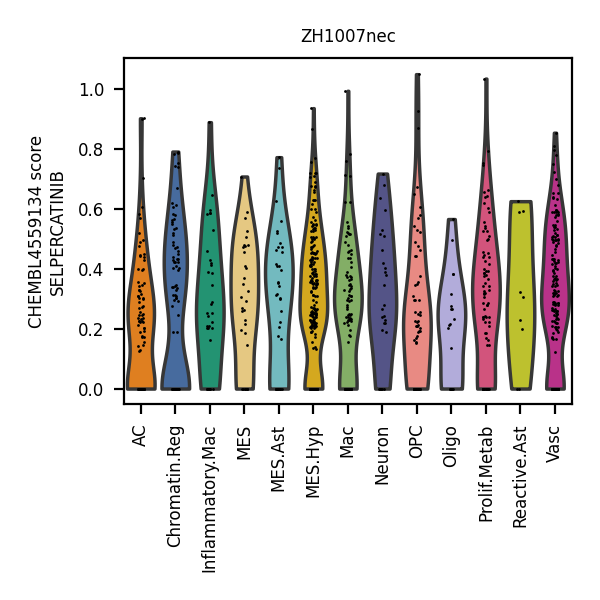 ZH1007nec
CHEMBL4559134 score
SELPERCATINIB
1.0
0.8
0.6
0.4
0.2
0.0
AC
Chromatin.Reg
Inflammatory.Mac
MES
MES.Ast
MES.Hyp
Mac
Neuron
OPC
Oligo
Prolif.Metab
Reactive.Ast
Vasc